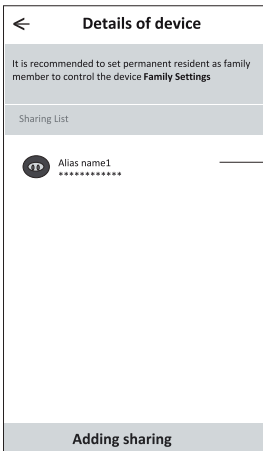 Details of device
It is recommended to set permanent resident as family
member to control the device Family Settings
Sharing List
Alias name1
************
Adding sharing